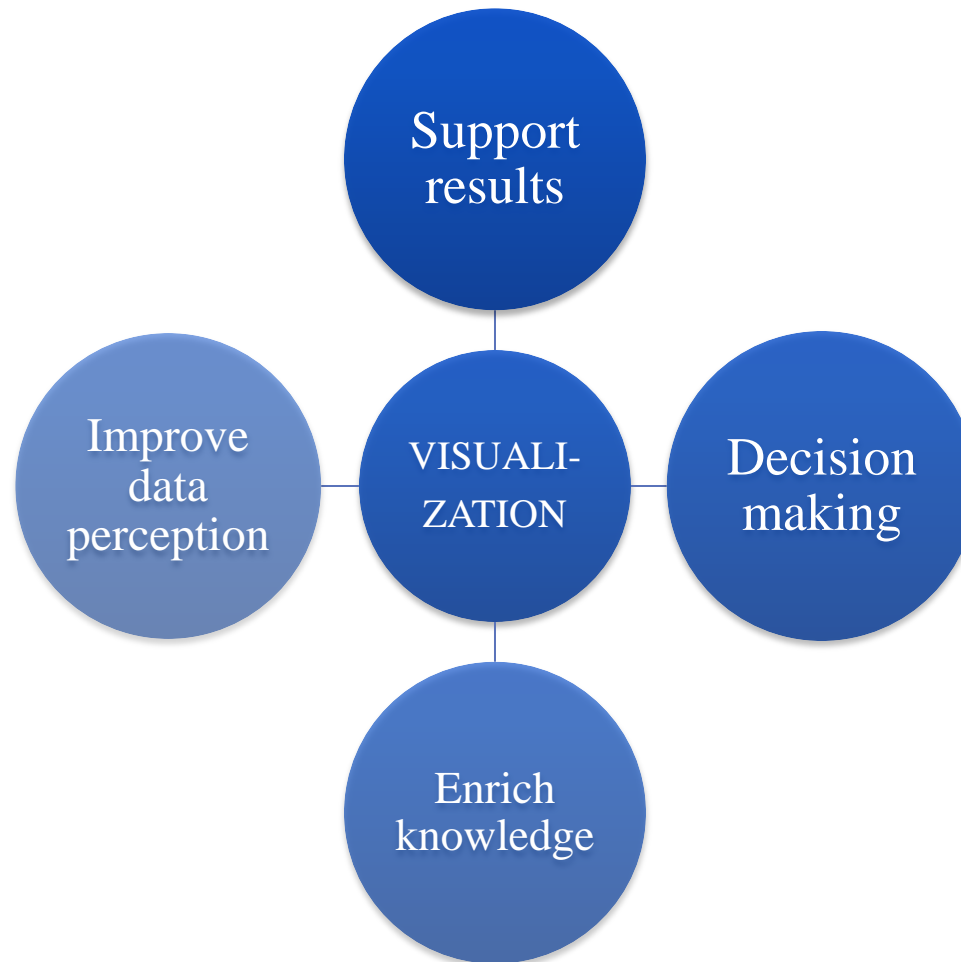 Support
results
Improve
data
perception
VISUALI-
ZATION
Decision
making
Enrich
knowledge